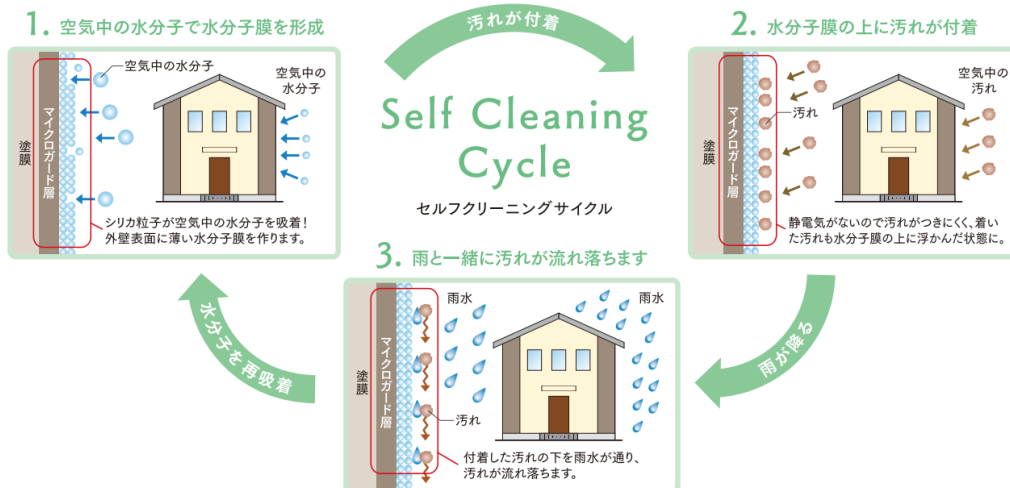 1. 空気中の水分子で水分子膜を形成
空気中の水分子
空気中の
水分子
マイクロガード層
塗膜
シリカ粒子が空気中の水分子を吸着！
外壁表面に薄い水分子膜を作ります。
汚れが付着
Self Cleaning
Cycle
セルフクリーニングサイクル
2. 水分子膜の上に汚れが付着
空気中の
汚れ
汚れ
マイクロガード層
塗膜
静電気がないので汚れがつきにくく、着い
た汚れも水分子膜の上に浮かんだ状態に。
雨が降る
3. 雨と一緒に汚れが流れ落ちます
雨水
雨水
マイクロガード層
塗膜
汚れ
付着した汚れの下を雨水が通り、
汚れが流れ落ちます。
水分子を再吸着